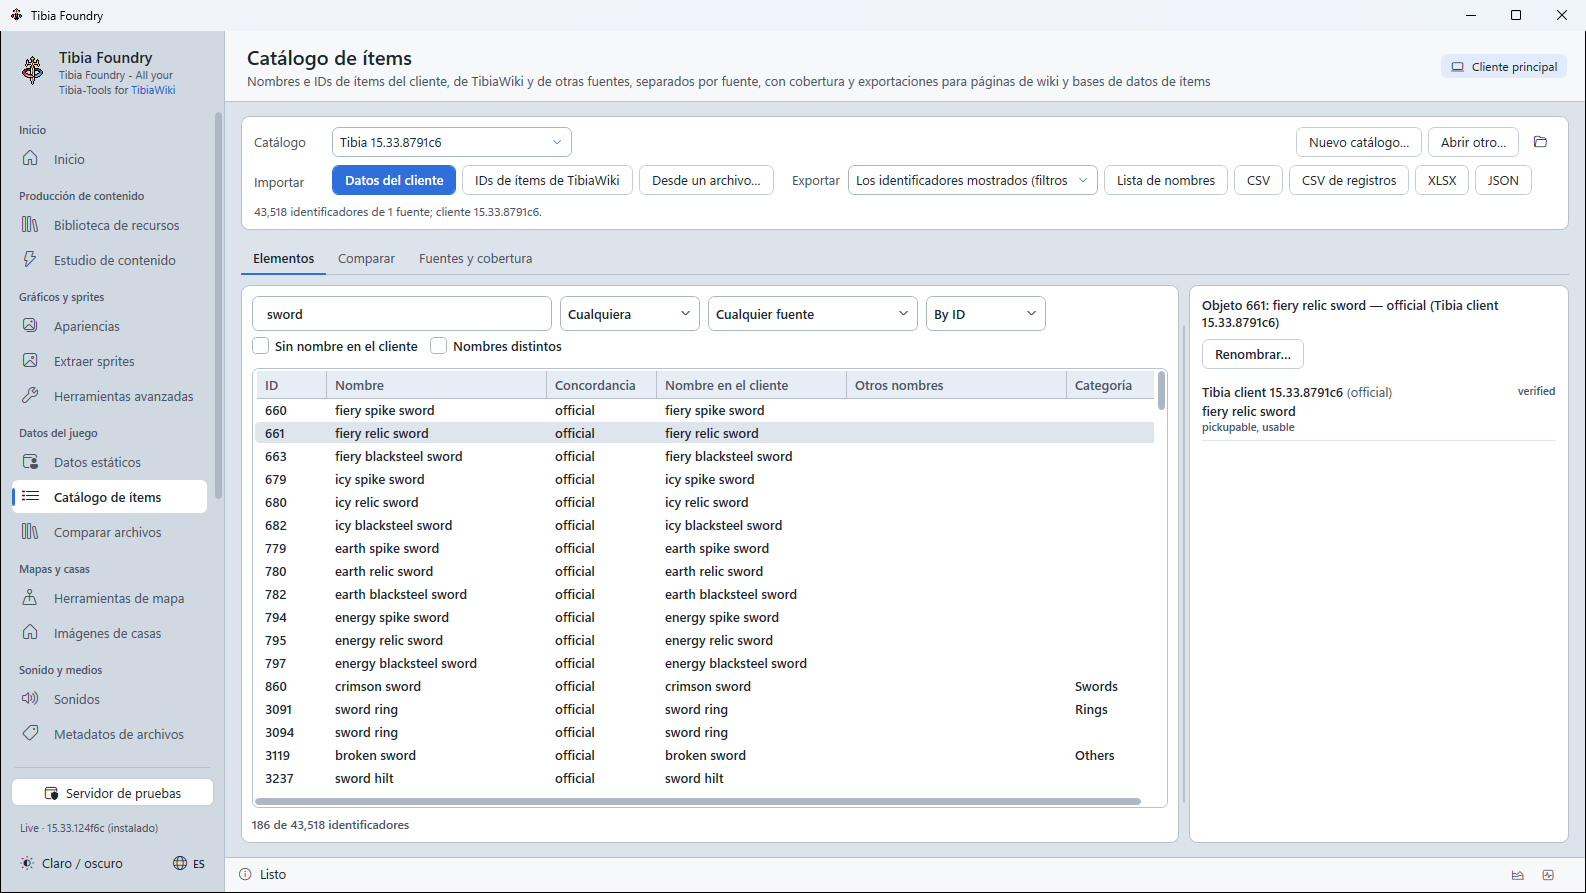 Tibia Foundry
Tibia Foundry
Tibia Foundry - All your
Tibia-Tools for TibiaWiki
Inicio
Inicio
Producción de contenido
Biblioteca de recursos
Estudio de contenido
Gráficos y sprites
Apariencias
Extraer sprites
Herramientas avanzadas
Datos del juego
Datos estáticos
Catálogo de ítems
Comparar archivos
Mapas y casas
Herramientas de mapa
Imágenes de casas
Sonido y medios
Sonidos
Metadatos de archivos
Servidor de pruebas
Live · 15.33.124f6c (instalado)
Claro / oscuro ES
Catálogo de ítems
Nombres e IDs de ítems del cliente, de TibiaWiki y de otras fuentes, separados por fuente, con cobertura y exportaciones para páginas de wiki y bases de datos de ítems
Cliente principal
Catálogo Tibia 15.33.8791c6 Nuevo catálogo... Abrir otro...
Importar Datos del cliente IDs de ítems de TibiaWiki Desde un archivo... Exportar Los identificadores mostrados (filtros Lista de nombres CSV CSV de registros XLSX JSON
43,518 identificadores de 1 fuente; cliente 15.33.8791c6.
Elementos Comparar Fuentes y cobertura
sword Cualquiera Cualquier fuente By ID
Sin nombre en el cliente Nombres distintos
ID Nombre Concordancia Nombre en el cliente Otros nombres Categoría
660 fiery spike sword official fiery spike sword
661 fiery relic sword official fiery relic sword
663 fiery blacksteel sword official fiery blacksteel sword
679 icy spike sword official icy spike sword
680 icy relic sword official icy relic sword
682 icy blacksteel sword official icy blacksteel sword
779 earth spike sword official earth spike sword
780 earth relic sword official earth relic sword
782 earth blacksteel sword official earth blacksteel sword
794 energy spike sword official energy spike sword
795 energy relic sword official energy relic sword
797 energy blacksteel sword official energy blacksteel sword
860 crimson sword official crimson sword Swords
3091 sword ring official sword ring Rings
3094 sword ring official sword ring
3119 broken sword official broken sword Others
3237 sword hilt official sword hilt
186 de 43,518 identificadores
Objeto 661: fiery relic sword — official (Tibia client
15.33.8791c6)
Renombrar...
Tibia client 15.33.8791c6 (official) verified
fiery relic sword
pickupable, usable
Listo